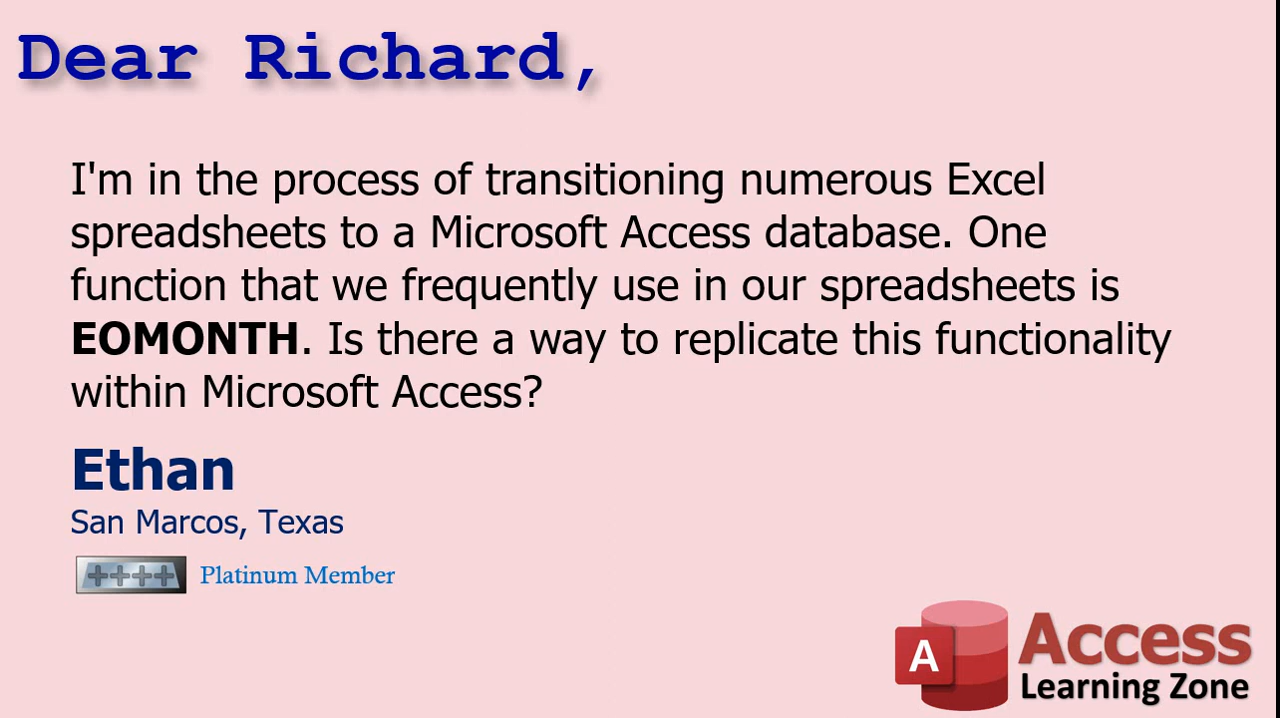 Dear Richard,
I'm in the process of transitioning numerous Excel
spreadsheets to a Microsoft Access database. One
function that we frequently use in our spreadsheets is
EOMONTH. Is there a way to replicate this functionality
within Microsoft Access?
Ethan
San Marcos, Texas
++++ Platinum Member
A Access
Learning Zone